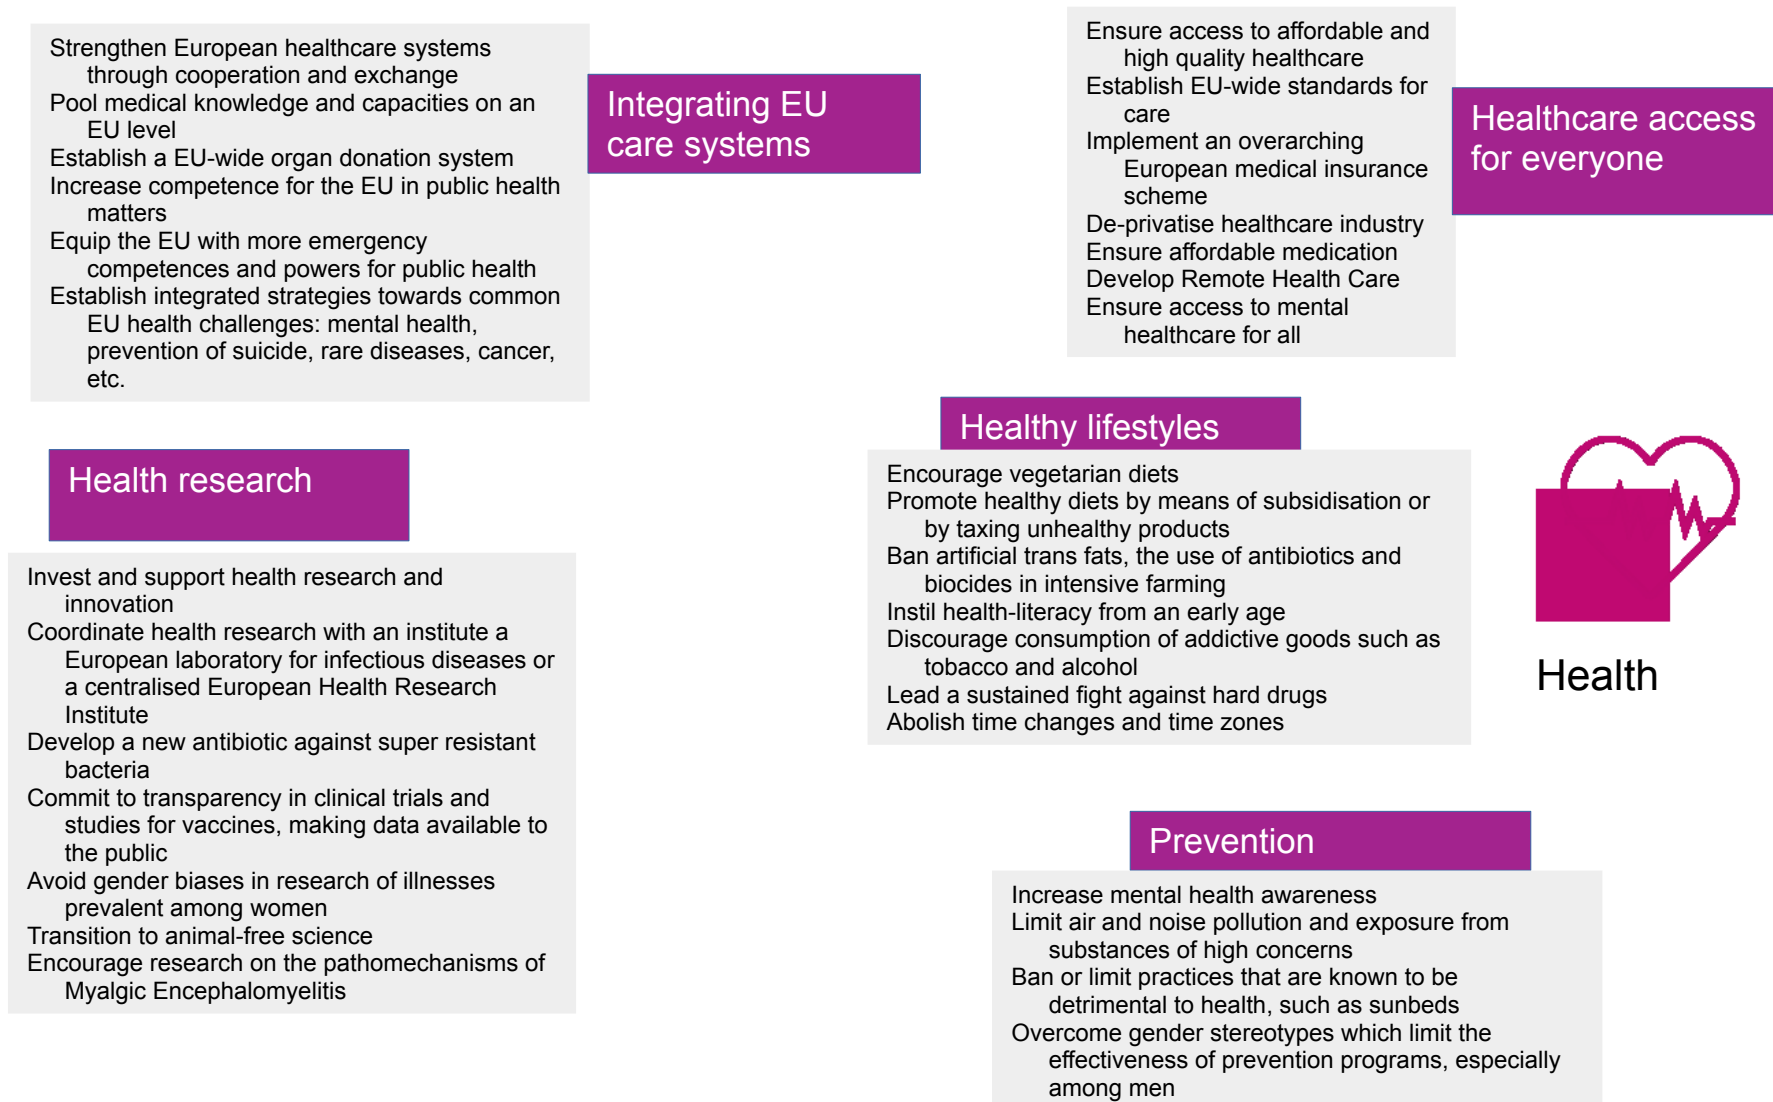 Integrating EU
care systems
Strengthen European healthcare systems
through cooperation and exchange
Pool medical knowledge and capacities on an
EU level
Establish a EU-wide organ donation system
Increase competence for the EU in public health
matters
Equip the EU with more emergency
competences and powers for public health
Establish integrated strategies towards common
EU health challenges: mental health,
prevention of suicide, rare diseases, cancer,
etc.
Healthcare access
for everyone
Ensure access to affordable and
high quality healthcare
Establish EU-wide standards for
care
Implement an overarching
European medical insurance
scheme
De-privatise healthcare industry
Ensure affordable medication
Develop Remote Health Care
Ensure access to mental
healthcare for all
Health research
Invest and support health research and
innovation
Coordinate health research with an institute a
European laboratory for infectious diseases or
a centralised European Health Research
Institute
Develop a new antibiotic against super resistant
bacteria
Commit to transparency in clinical trials and
studies for vaccines, making data available to
the public
Avoid gender biases in research of illnesses
prevalent among women
Transition to animal-free science
Encourage research on the pathomechanisms of
Myalgic Encephalomyelitis
Healthy lifestyles
Encourage vegetarian diets
Promote healthy diets by means of subsidisation or
by taxing unhealthy products
Ban artificial trans fats, the use of antibiotics and
biocides in intensive farming
Instil health-literacy from an early age
Discourage consumption of addictive goods such as
tobacco and alcohol
Lead a sustained fight against hard drugs
Abolish time changes and time zones
Health
Prevention
Increase mental health awareness
Limit air and noise pollution and exposure from
substances of high concerns
Ban or limit practices that are known to be
detrimental to health, such as sunbeds
Overcome gender stereotypes which limit the
effectiveness of prevention programs, especially
among men